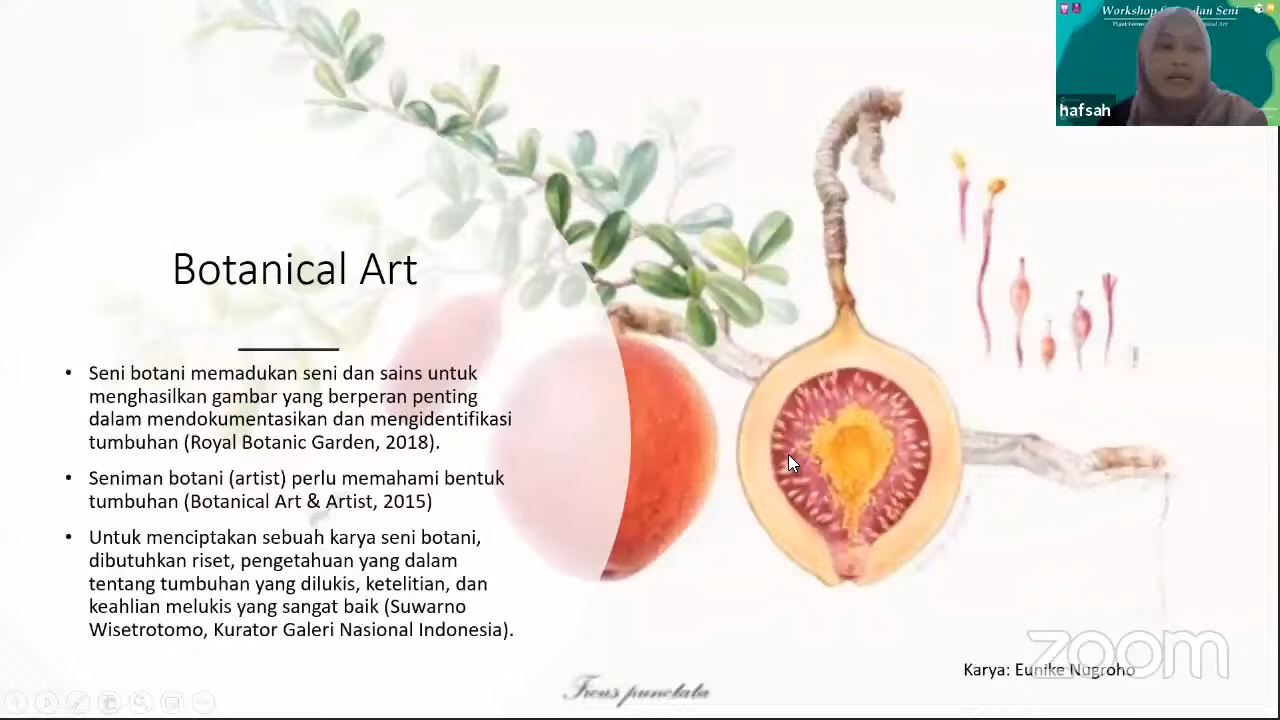 Workshop Sains dan Seni
hafsah
Botanical Art
• Seni botani memadukan seni dan sains untuk
menghasilkan gambar yang berperan penting
dalam mendokumentasikan dan mengidentifikasi
tumbuhan (Royal Botanic Garden, 2018).
• Seniman botani (artist) perlu memahami bentuk
tumbuhan (Botanical Art & Artist, 2015)
• Untuk menciptakan sebuah karya seni botani,
dibutuhkan riset, pengetahuan yang dalam
tentang tumbuhan yang dilukis, ketelitian, dan
keahlian melukis yang sangat baik (Suwarno
Wisetrotomo, Kurator Galeri Nasional Indonesia).
Karya: Eunike Nugroho
zoom
Ficus punctata